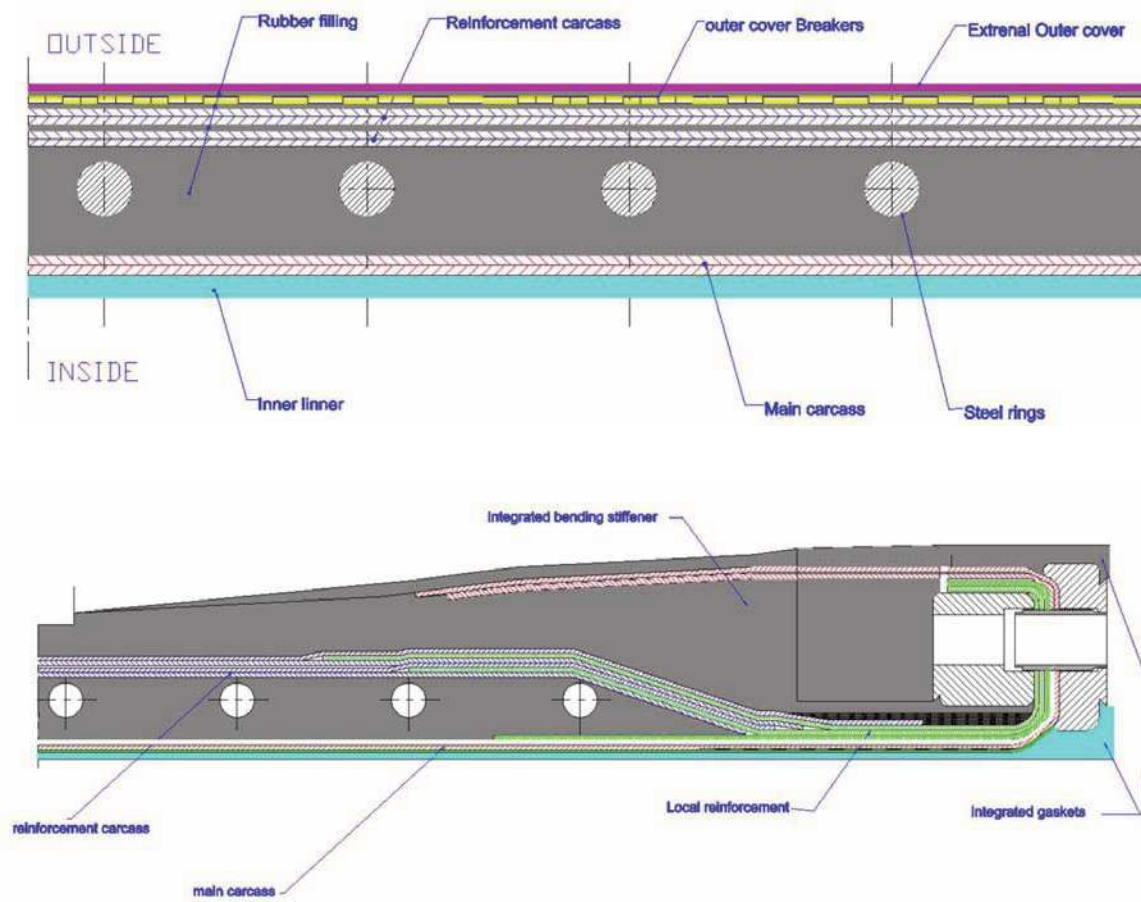 Rubber filling
Reinforcement carcass
outer cover Breakers
Extrenal Outer cover
OUTSIDE
INSIDE
Inner linner
Main carcass
Steel rings
Integrated bending stiffener
reinforcement carcass
Local reinforcement
Integrated gaskets
main carcass